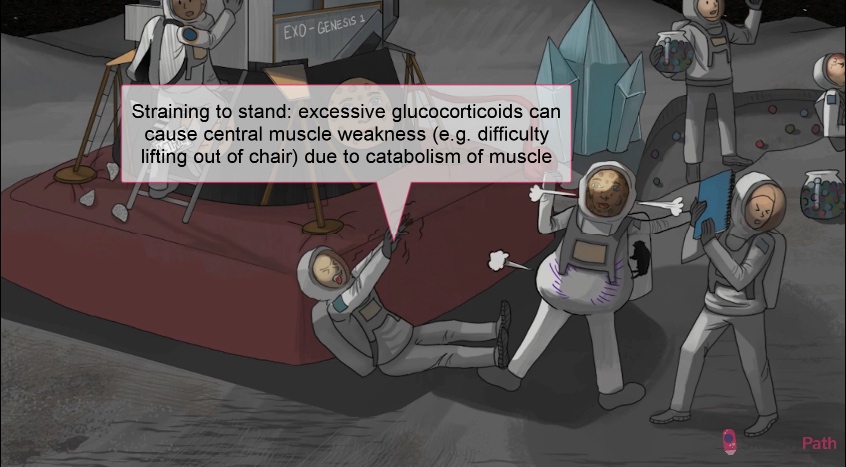 EXO-GENESIS 1
Straining to stand: excessive glucocorticoids can
cause central muscle weakness (e.g. difficulty
lifting out of chair) due to catabolism of muscle
Path